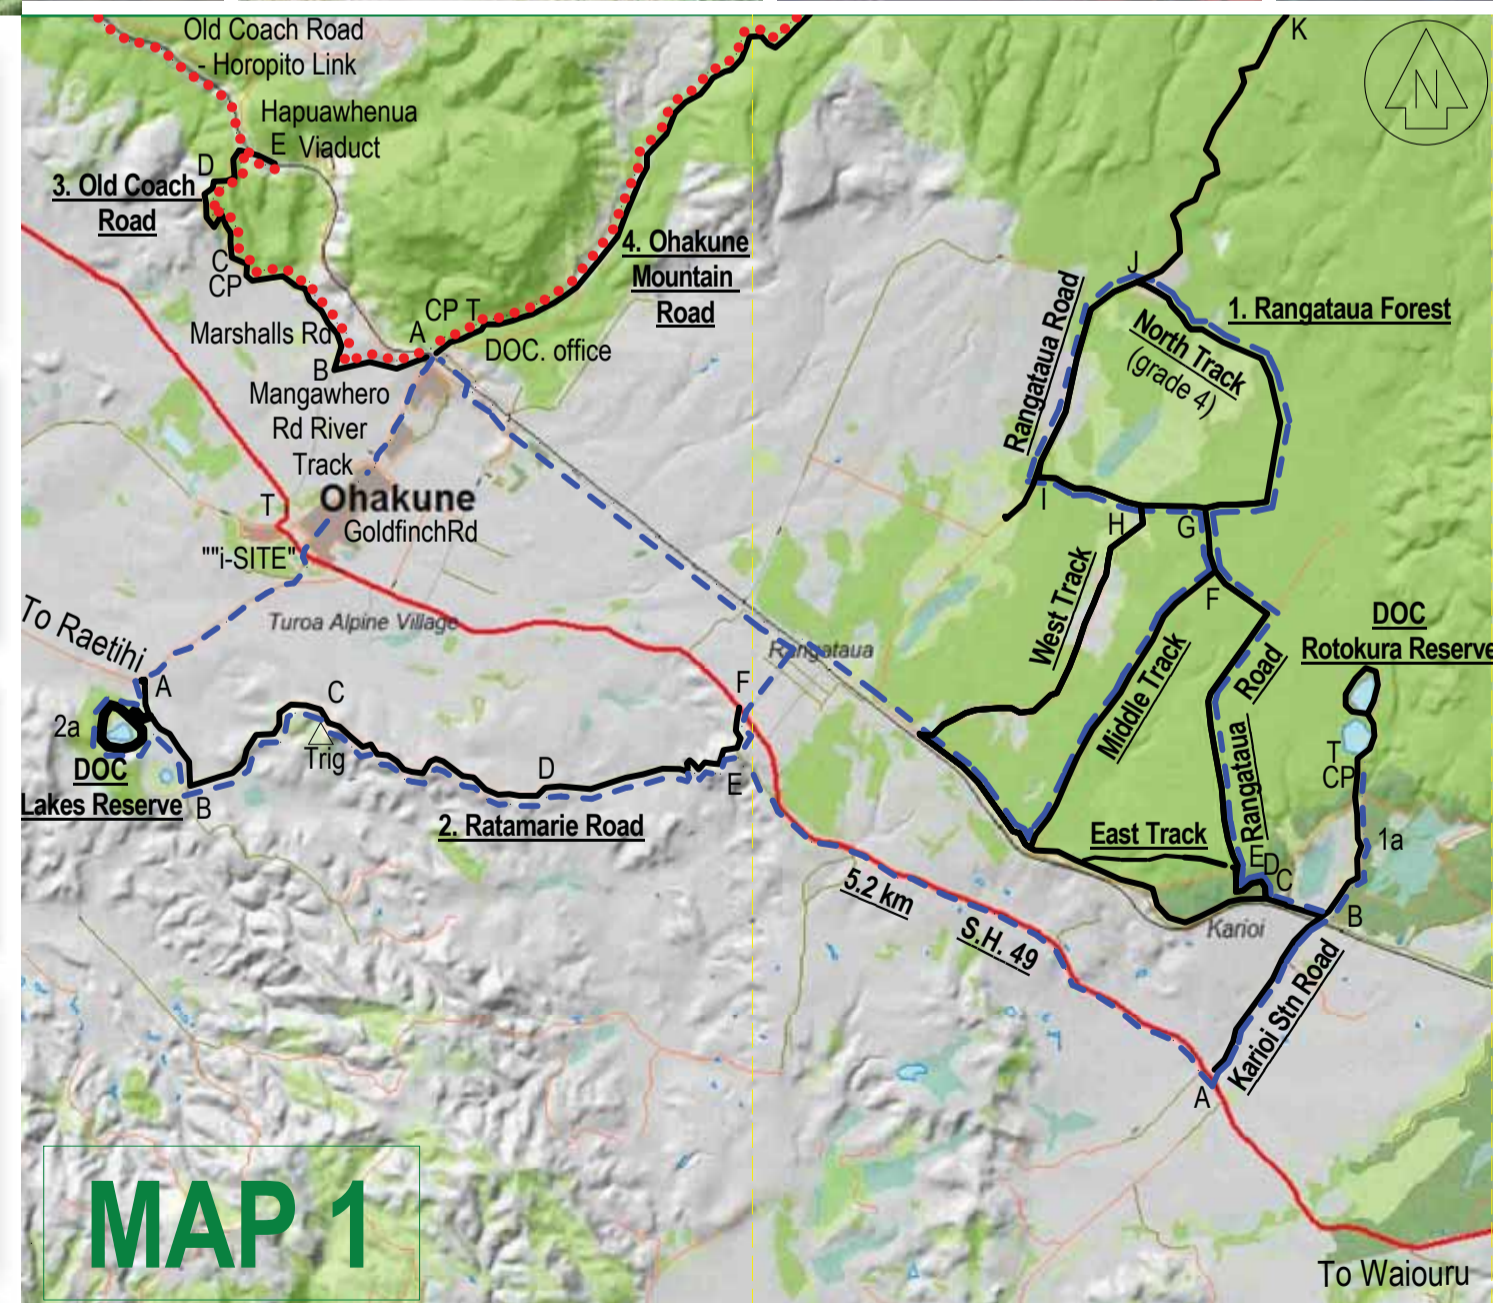 Old Coach Road
- Horopito Link
K
N
Hapuawhenua
E Viaduct
D
3. Old Coach
Road
C
CP
4. Ohakune
Mountain
Road
J
Rangataua Road
1. Rangataua Forest
North Track
(grade 4)
CP T
A
Marshalls Rd
DOC. office
B
Mangawhero
Rd River
Track
T
Ohakune
GoldfinchRd
""i-SITE"
I
H
G
West Track
F
To Raetihi
Turoa Alpine Village
Rangataua
DOC
Rotokura Reserve
Middle Track
Road
Rangataua
A
2a
C
Trig
F
T
CP
DOC
Lakes Reserve
B
D
E
2. Ratamarie Road
East Track
1a
E
D
C
5.2 km
S.H. 49
B
Karioi
Karioi Stn Road
A
MAP 1
To Waiouru